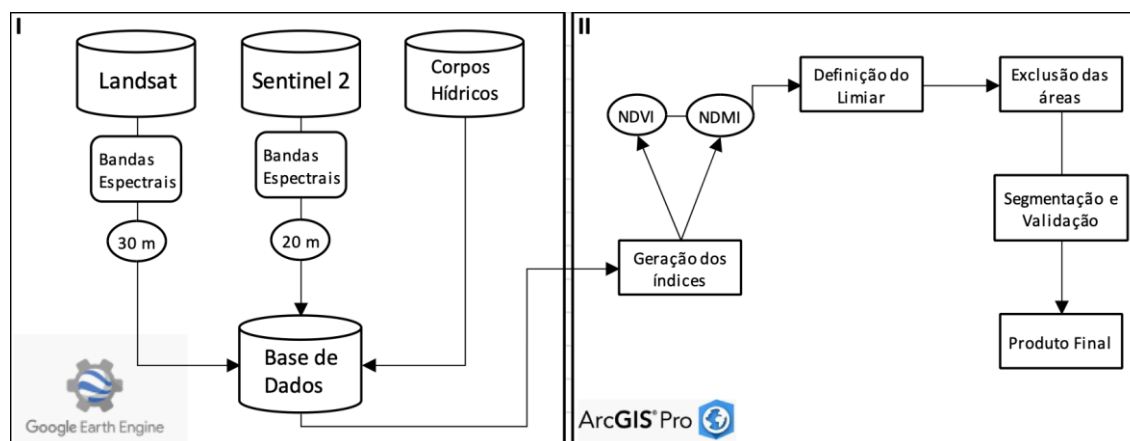 I
Landsat
Sentinel 2
Corpos
Hídricos
Bandas
Espectrais
Bandas
Espectrais
30 m
20 m
Base de
Dados
Google Earth Engine
II
NDVI
NDMI
Definição do
Limiar
Exclusão das
áreas
Geração dos
índices
Segmentação e
Validação
Produto Final
ArcGIS® Pro